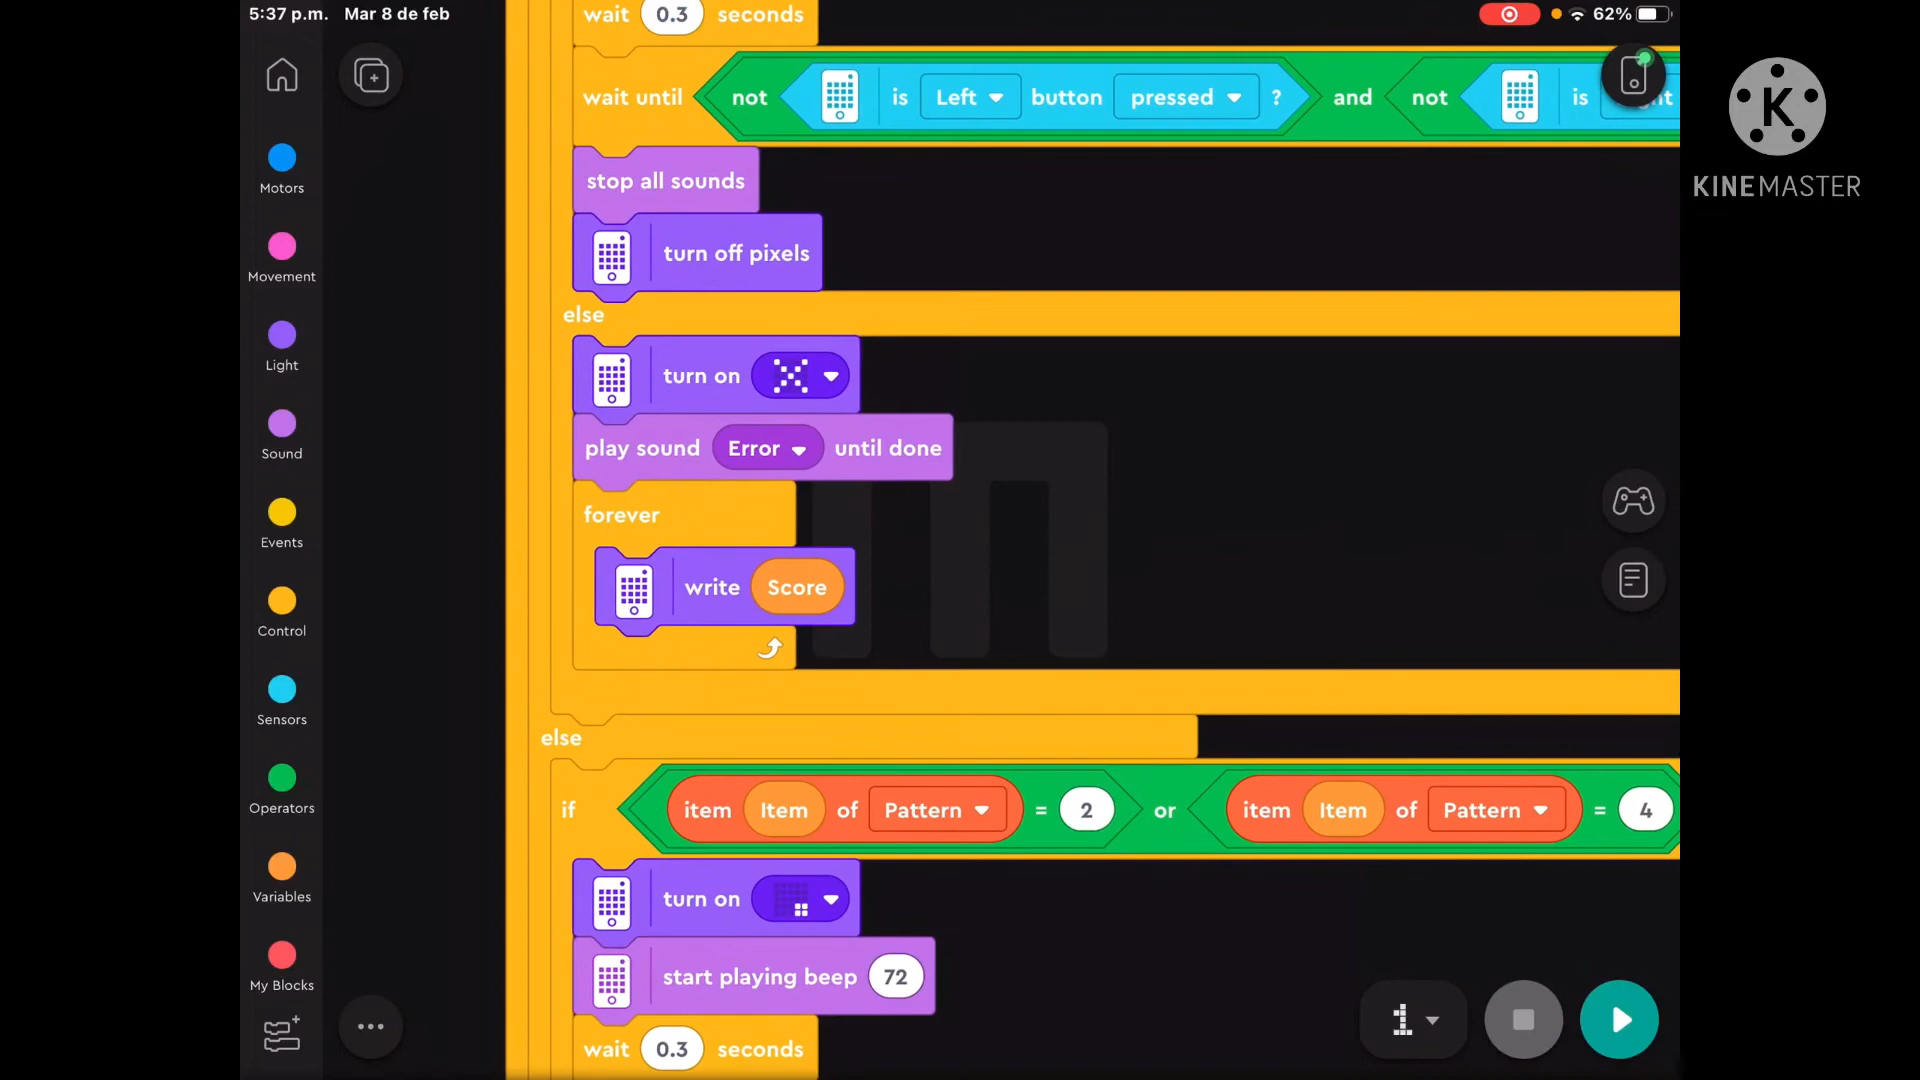 5:37 p.m. Mar 8 de feb
62%
KINEMASTER
K
Motors
Movement
Light
Sound
Events
Control
Sensors
Operators
Variables
My Blocks
wait 0.3 seconds
wait until not is Left button pressed ? and not is
stop all sounds
turn off pixels
else
turn on
play sound Error until done
forever
write Score
else
if item Item of Pattern = 2 or item Item of Pattern = 4
turn on
start playing beep 72
wait 0.3 seconds
1